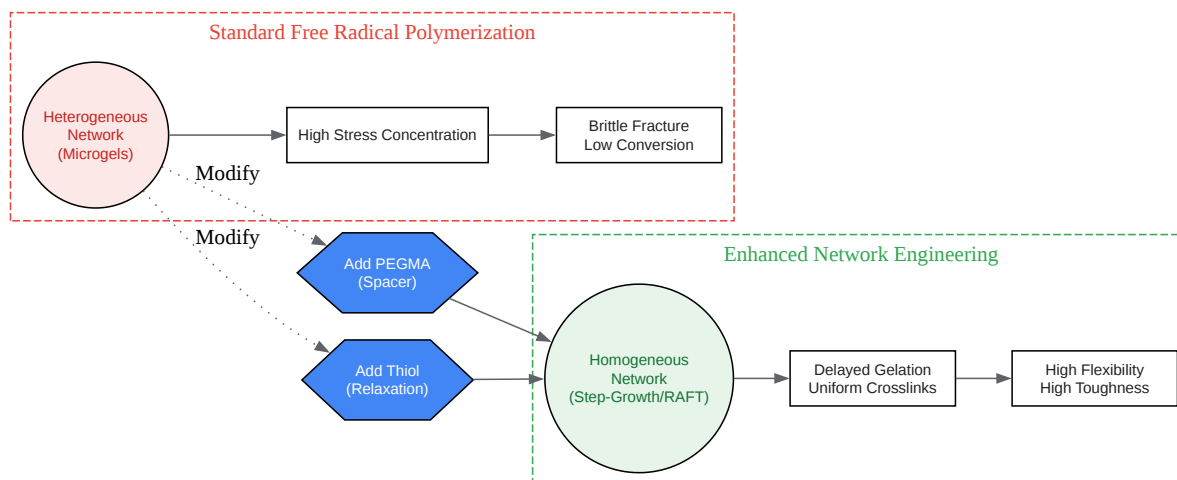 Standard Free Radical Polymerization
Heterogeneous
Network
(Microgels)
High Stress Concentration
Brittle Fracture
Low Conversion
Modify
Modify
Add PEGMA
(Spacer)
Add Thiol
(Relaxation)
Enhanced Network Engineering
Homogeneous
Network
(Step-Growth/RAFT)
Delayed Gelation
Uniform Crosslinks
High Flexibility
High Toughness